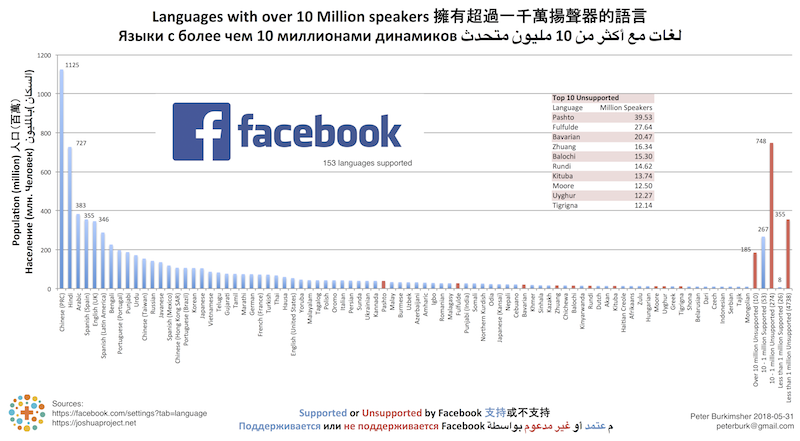 Languages with over 10 Million speakers 擁有超過一千萬揚聲器的語言
Языки с более чем 10 миллионами динамиков لغات مع أكثر من 10 مليون متحدث
Population (million) 人口 (百萬)
Население (млн. Человек) السكان) بالمليون)
1200
1000
800
600
400
200
0
1125
727
383
355
346
facebook
153 languages supported
Top 10 Unsupported
Language Million Speakers
Pashto 39.53
Fulfulde 27.64
Bavarian 20.47
Zhuang 16.34
Balochi 15.30
Rundi 14.62
Kituba 13.74
Moore 12.50
Uyghur 12.27
Tigrigna 12.14
185
267
748
8
355
Chinese (PRC)
Hindi
Arabic
Spanish (Spain)
English (UK)
Spanish (Latin America)
Bengali
Portuguese (Portugal)
Punjabi
Urdu
Chinese (Taiwan)
Russian
Javanese
Spanish (Mexico)
Chinese (Hong Kong SAR)
Portuguese (Brazil)
Korean
Japanese
Vietnamese
Telugu
Gujarati
Tamil
Marathi
German
French (France)
Turkish
Thai
Hausa
English (United States)
Yoruba
Malayalam
Tagalog
Polish
Oromo
Italian
Persian
Sunda
Ukrainian
Kannada
Pashto
Malay
Burmese
Uzbek
Azerbaijani
Amharic
Igbo
Romanian
Malagasy
Fulfulde
Punjabi (Indian)
Somali
Northern Kurdish
Odia
Japanese (Kansai)
Nepali
Cebuano
Bavarian
Khmer
Sinhala
Kazakh
Zhuang
Chichewa
Balochi
Kinyarwanda
Rundi
Dutch
Akan
Kituba
Haitian Creole
Afrikaans
Zulu
Hungarian
Moore
Uyghur
Greek
Tigrigna
Shona
Belarusian
Dari
Czech
Indonesian
Serbian
Tajik
Mongolian
Over 10 million Unsupported (10)
10 - 1 million Supported (53)
10 - 1 million Unsupported (274)
Less than 1 million Supported (26)
Less than 1 million Unsupported (4738)
Sources:
https://facebook.com/settings?tab=language
https://joshuaproject.net
Supported or Unsupported by Facebook 支持或不支持
Поддерживается или не поддерживается Facebook م عتمد أو غير مدعوم بواسطة
Peter Burkimsher 2018-05-31
peterburk@gmail.com